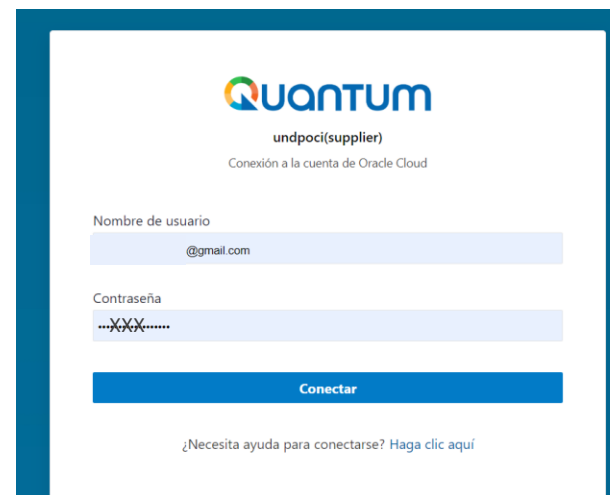 QUANTUM
undpoci(supplier)
Conexión a la cuenta de Oracle Cloud
Nombre de usuario
@gmail.com
Contraseña
XXX
Conectar
¿Necesita ayuda para conectarse? Haga clic aquí